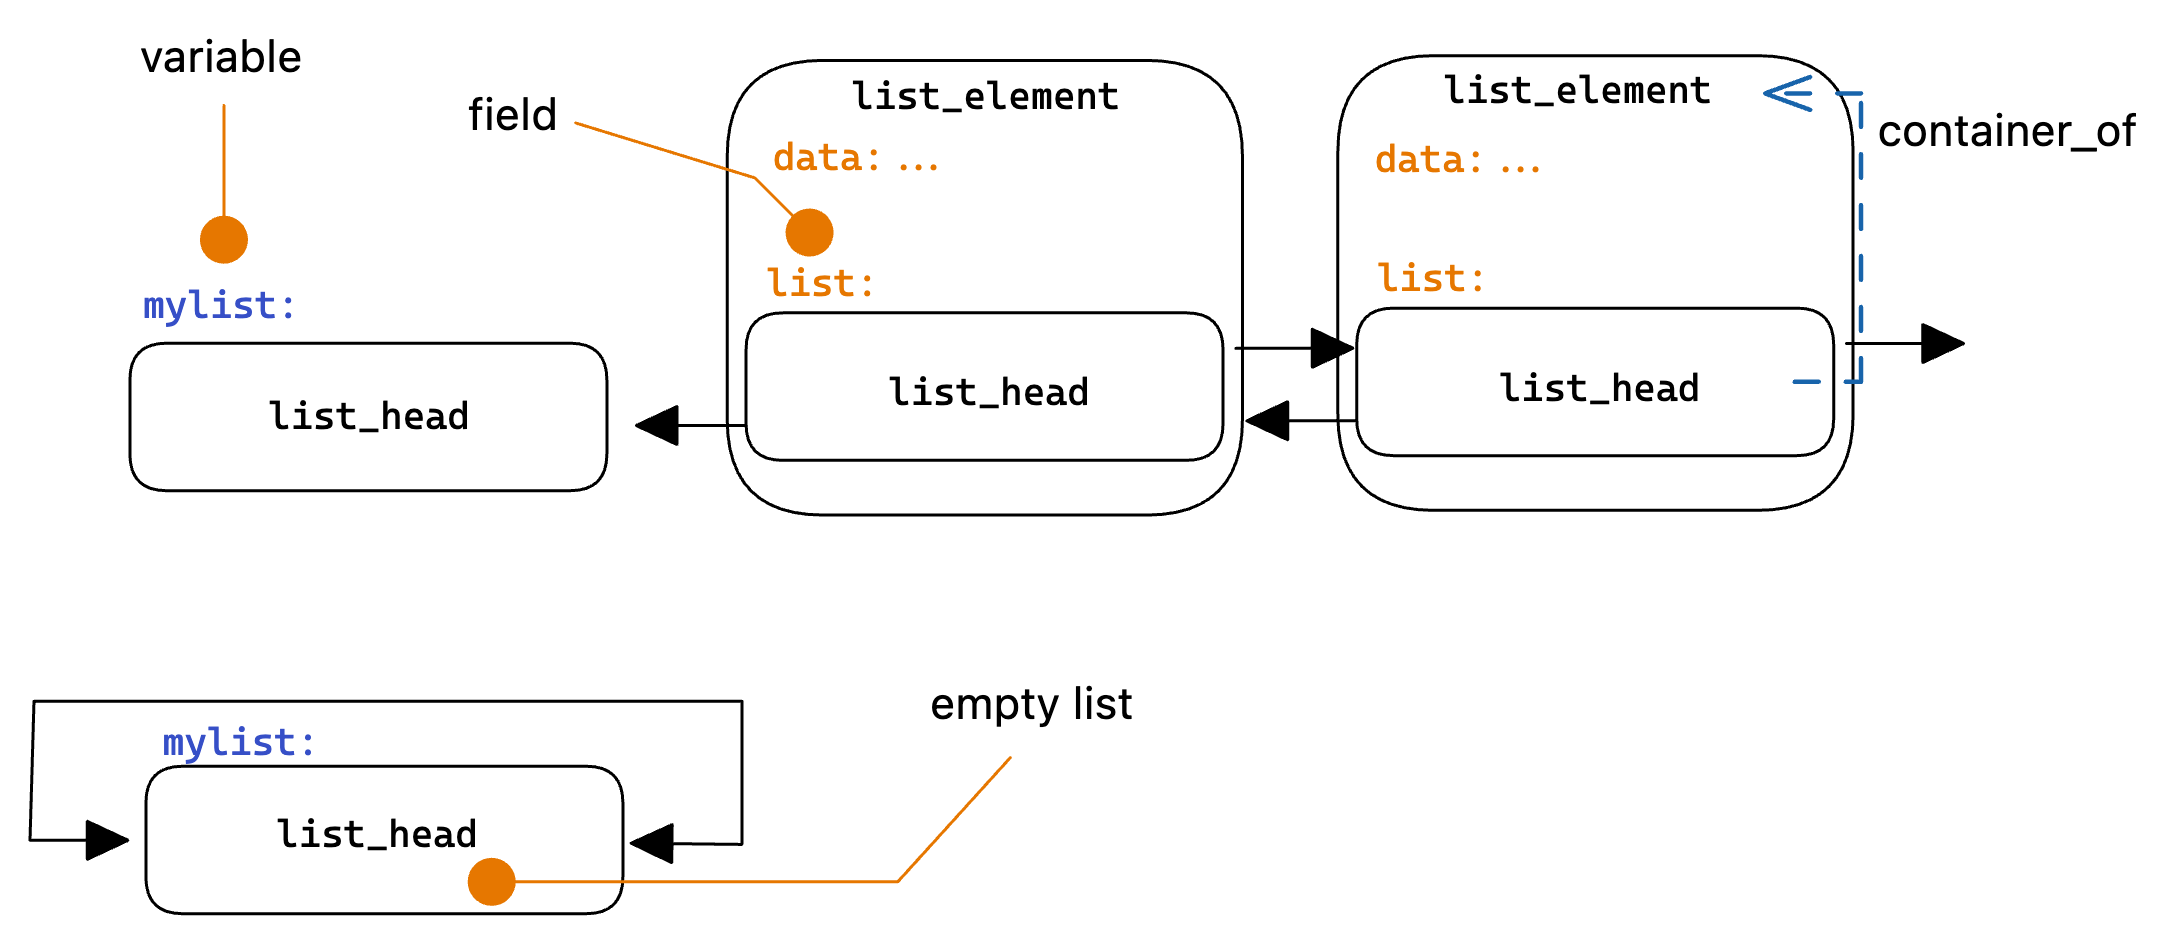 variable
field
list_element
data: ...
list:
list_head
list_element
data: ...
list:
list_head
container_of
mylist:
list_head
mylist:
list_head
empty list